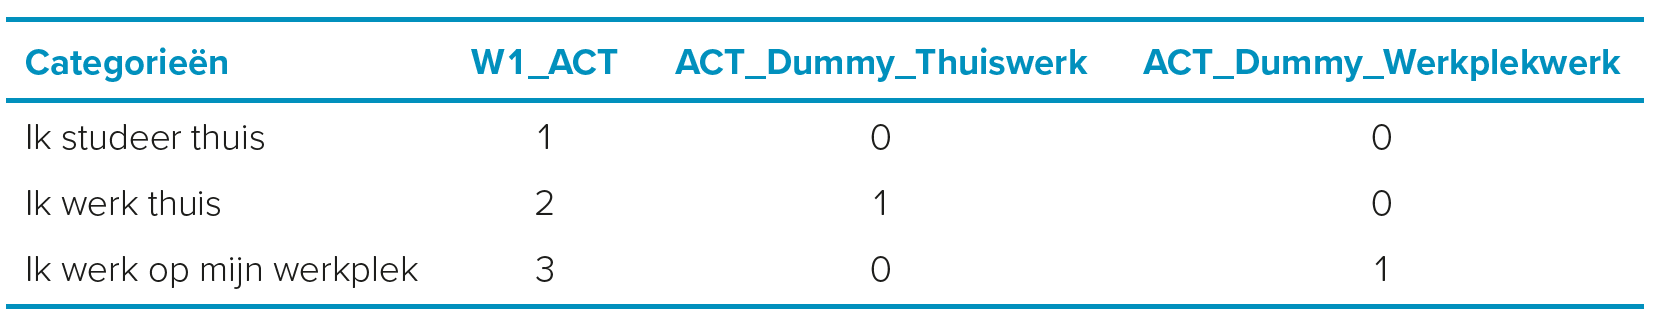 Categorieën W1_ACT ACT_Dummy_Thuiswerk ACT_Dummy_Werkplekwerk
Ik studeer thuis 1 0 0
Ik werk thuis 2 1 0
Ik werk op mijn werkplek 3 0 1